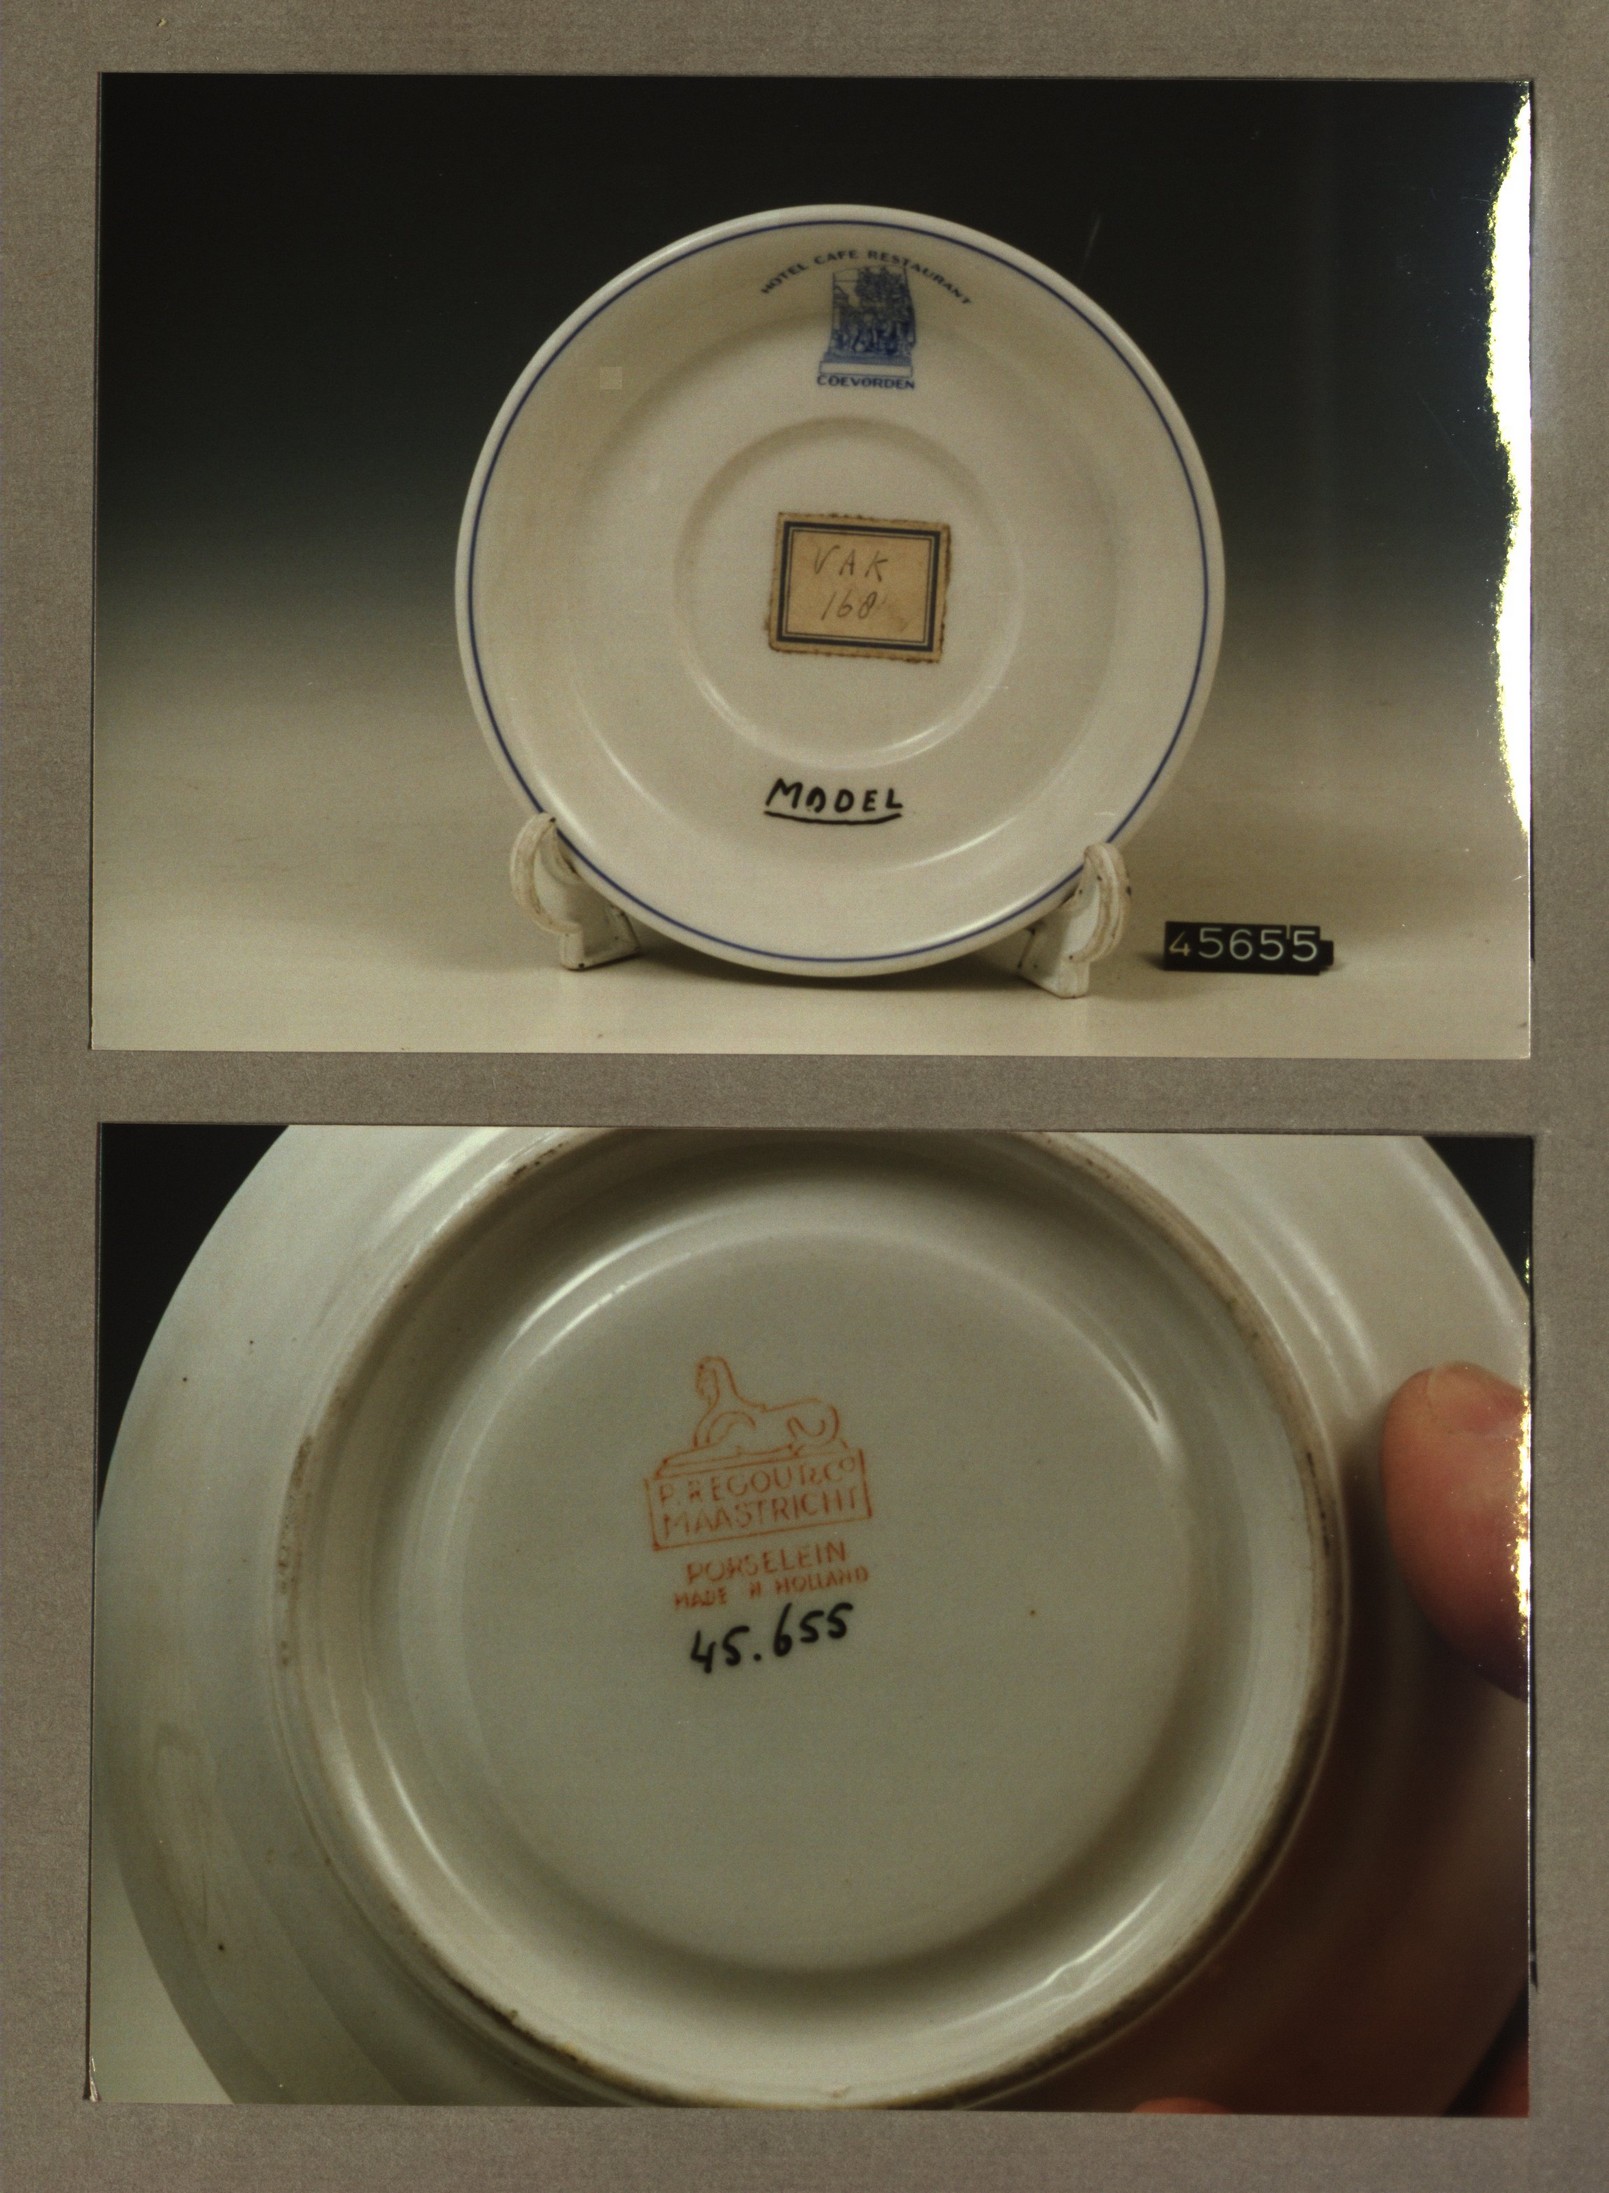 HOTEL CAFE RESTAURANT
COEVORDEN
VAK
168
MODEL
45655
P. REGOUT & Co
MAASTRICHT
PORSELEIN
MADE IN HOLLAND
45.655